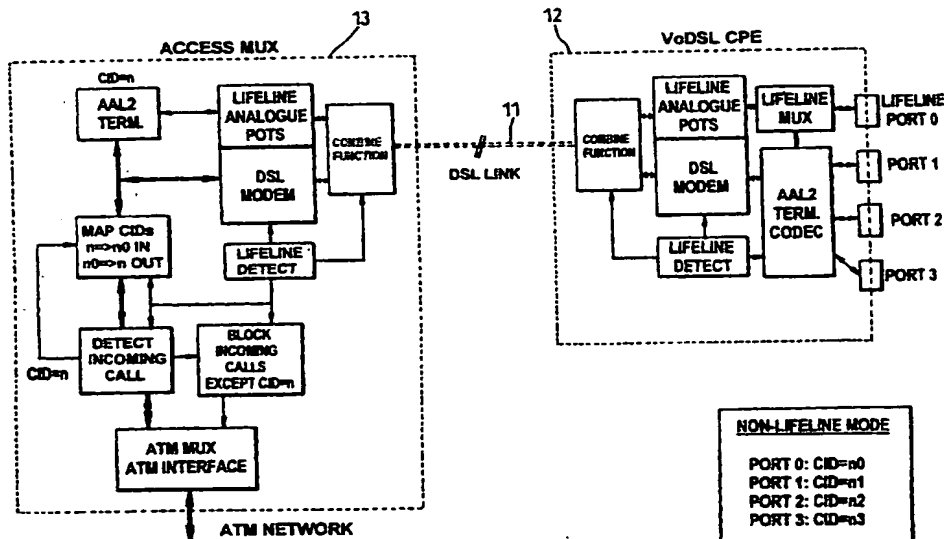 13
ACCESS MUX
CID=n
AAL2
TERM.
LIFELINE
ANALOGUE
POTS
DSL
MODEM
COMBINE
FUNCTION
MAP CIDs
n=>n0 IN
n0=>n OUT
LIFELINE
DETECT
DETECT
INCOMING
CALL
CID=n
BLOCK
INCOMING
CALLS
EXCEPT CID=n
ATM MUX
ATM INTERFACE
ATM NETWORK
11
DSL LINK
12
VoDSL CPE
COMBINE
FUNCTION
LIFELINE
ANALOGUE
POTS
DSL
MODEM
LIFELINE
DETECT
LIFELINE
MUX
AAL2
TERM.
CODEC
LIFELINE
PORT 0
PORT 1
PORT 2
PORT 3
NON-LIFELINE MODE
PORT 0: CID=n0
PORT 1: CID=n1
PORT 2: CID=n2
PORT 3: CID=n3